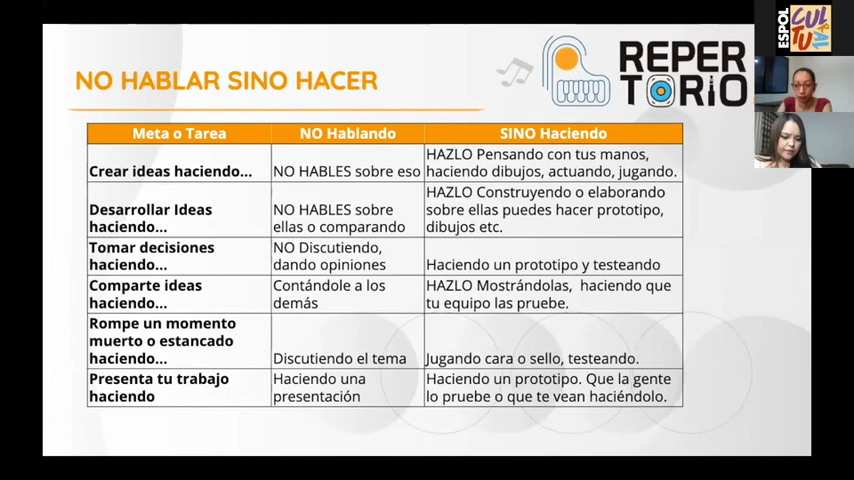 NO HABLAR SINO HACER
REPER
TORIO
ESPOL
CUL
TU
RAL
Meta o Tarea NO Hablando SINO Haciendo
Crear ideas haciendo... NO HABLES sobre eso HAZLO Pensando con tus manos,
haciendo dibujos, actuando, jugando.
Desarrollar Ideas
haciendo...
NO HABLES sobre
ellas o comparando
HAZLO Construyendo o elaborando
sobre ellas puedes hacer prototipo,
dibujos etc.
Tomar decisiones
haciendo...
NO Discutiendo,
dando opiniones
Haciendo un prototipo y testeando
Comparte ideas
haciendo...
Contándole a los
demás
HAZLO Mostrándolas, haciendo que
tu equipo las pruebe.
Rompe un momento
muerto o estancado
haciendo...
Discutiendo el tema
Jugando cara o sello, testeando.
Presenta tu trabajo
haciendo
Haciendo una
presentación
Haciendo un prototipo. Que la gente
lo pruebe o que te vean haciéndolo.